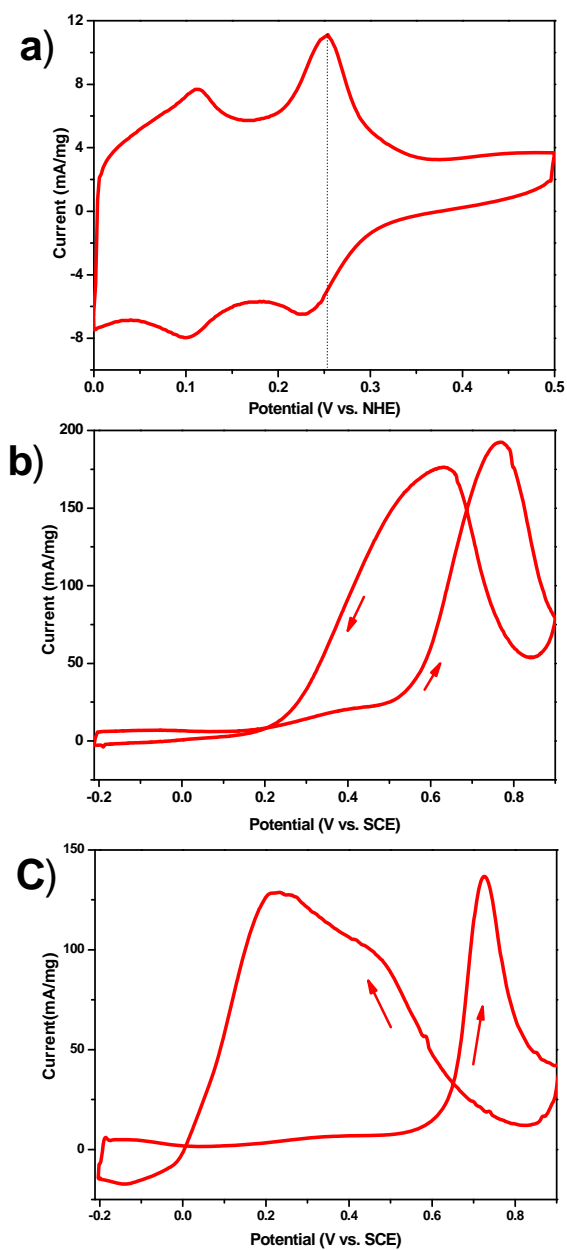 a)
12
8
4
0
-4
-8
Current (mA/mg)
0.0 0.1 0.2 0.3 0.4 0.5
Potential (V vs. NHE)
b)
200
150
100
50
0
Current (mA/mg)
-0.2 0.0 0.2 0.4 0.6 0.8
Potential (V vs. SCE)
C)
150
100
50
0
Current(mA/mg)
-0.2 0.0 0.2 0.4 0.6 0.8
Potential (V vs. SCE)